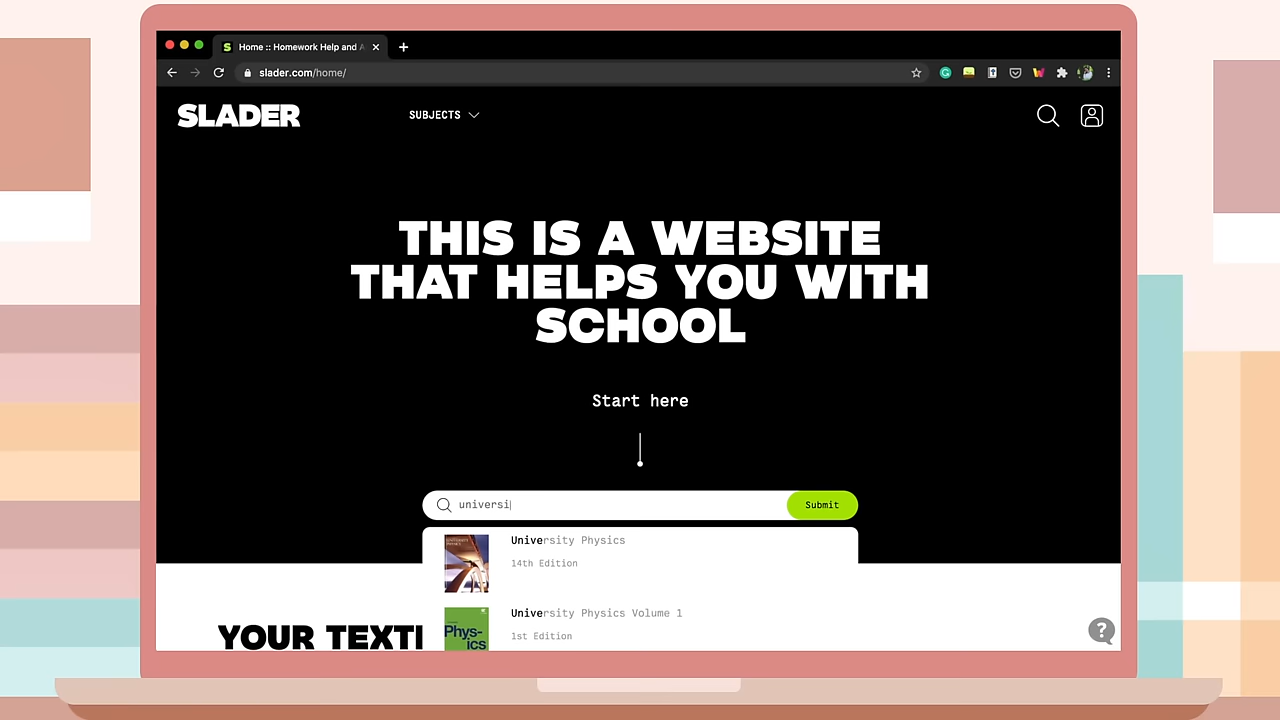 Home :: Homework Help and A
slader.com/home/
SLADER
SUBJECTS
THIS IS A WEBSITE
THAT HELPS YOU WITH
SCHOOL
Start here
universi
Submit
University Physics
14th Edition
University Physics Volume 1
1st Edition
Phys-
ics
YOUR TEXT
?